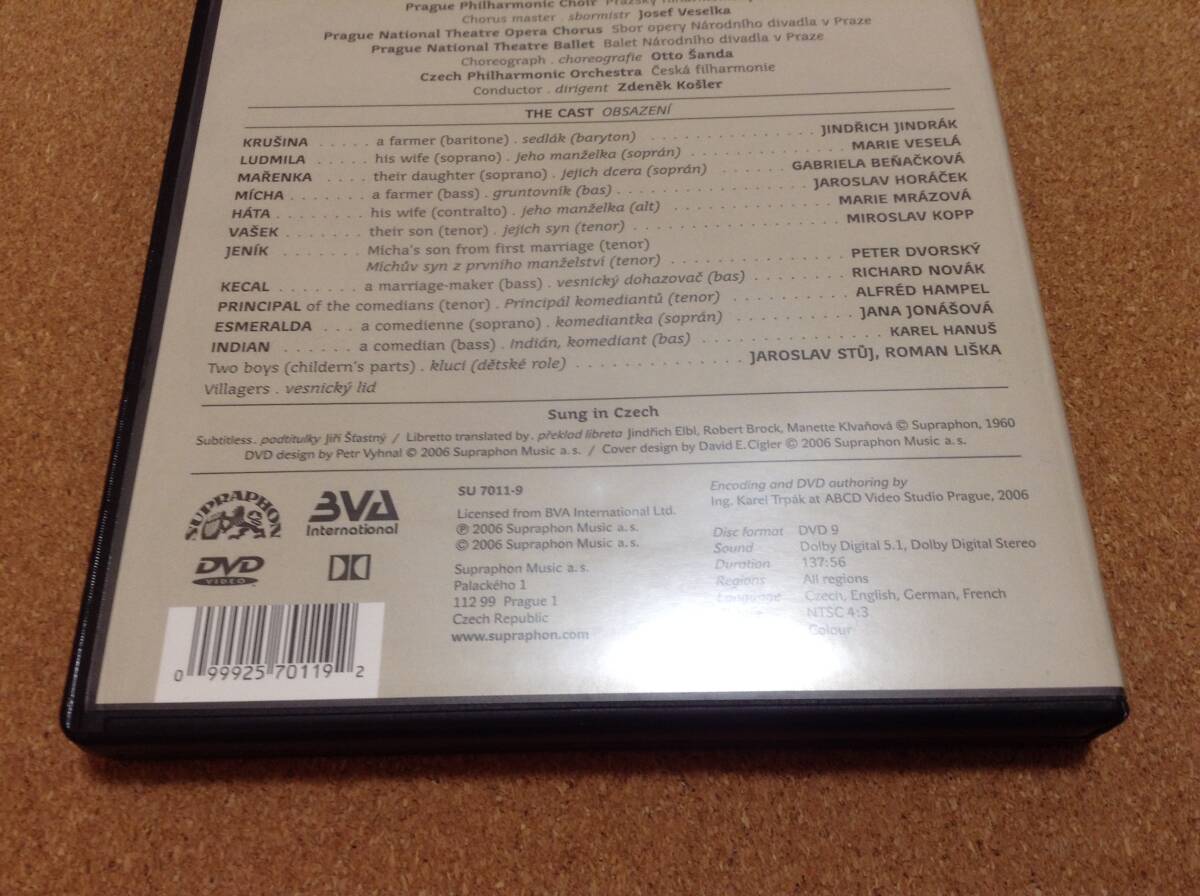 Prague Philharmonic Choir Pražský
Chorus master . sbormistr Josef Veselka
Prague National Theatre Opera Chorus Sbor opery Národního divadla v Praze
Prague National Theatre Ballet Balet Národního divadla v Praze
Choreograph . choreografie Otto Šanda
Czech Philharmonic Orchestra Česká filharmonie
Conductor . dirigent Zdeněk Košler
THE CAST OBSAZENÍ
KRUŠINA ..... a farmer (baritone) . sedlák (baryton) ..... JINDŘICH JINDRÁK
LUDMILA ..... his wife (soprano) . jeho manželka (soprán) ..... MARIE VESELÁ
MAŘENKA ..... their daughter (soprano) . jejich dcera (soprán) ..... GABRIELA BEŇAČKOVÁ
MÍCHA ..... a farmer (bass) . gruntovník (bas) ..... JAROSLAV HORÁČEK
HÁTA ..... his wife (contralto) . jeho manželka (alt) ..... MARIE MRÁZOVÁ
VAŠEK ..... their son (tenor) . jejich syn (tenor) ..... MIROSLAV KOPP
JENÍK ..... Mícha's son from first marriage (tenor)
Míchův syn z prvního manželství (tenor) ..... PETER DVORSKÝ
KECAL ..... a marriage-maker (bass) . vesnický dohazovač (bas) ..... RICHARD NOVÁK
PRINCIPAL of the comedians (tenor) . Principál komediantů (tenor) ..... ALFRÉD HAMPEL
ESMERALDA ... a comedienne (soprano) . komediantka (soprán) ..... JANA JONÁŠOVÁ
INDIAN ..... a comedian (bass) . Indián, komediant (bas) ..... KAREL HANUŠ
Two boys (childern's parts) . kluci (dětské role) ..... JAROSLAV STŮJ, ROMAN LIŠKA
Villagers . vesnický lid
Sung in Czech
Subtitless . podtitulky Jiří Šťastný / Libretto translated by . překlad libreta Jindřich Elbl, Robert Brock, Manette Klvaňová © Supraphon, 1960
DVD design by Petr Vyhnal © 2006 Supraphon Music a.s. / Cover design by David E. Cigler © 2006 Supraphon Music a.s.
SUPRAPHON
BVA
International
DVD
VIDEO
SU 7011-9
Licensed from BVA International Ltd.
℗ 2006 Supraphon Music a.s.
© 2006 Supraphon Music a.s.
Supraphon Music a.s.
Palackého 1
112 99 Prague 1
Czech Republic
www.supraphon.com
Encoding and DVD authoring by
Ing. Karel Trpák at ABCD Video Studio Prague, 2006
Disc format DVD 9
Sound Dolby Digital 5.1, Dolby Digital Stereo
Duration 137:56
Regions All regions
Language Czech, English, German, French
NTSC 4:3
Colour
0 99925 70119 2